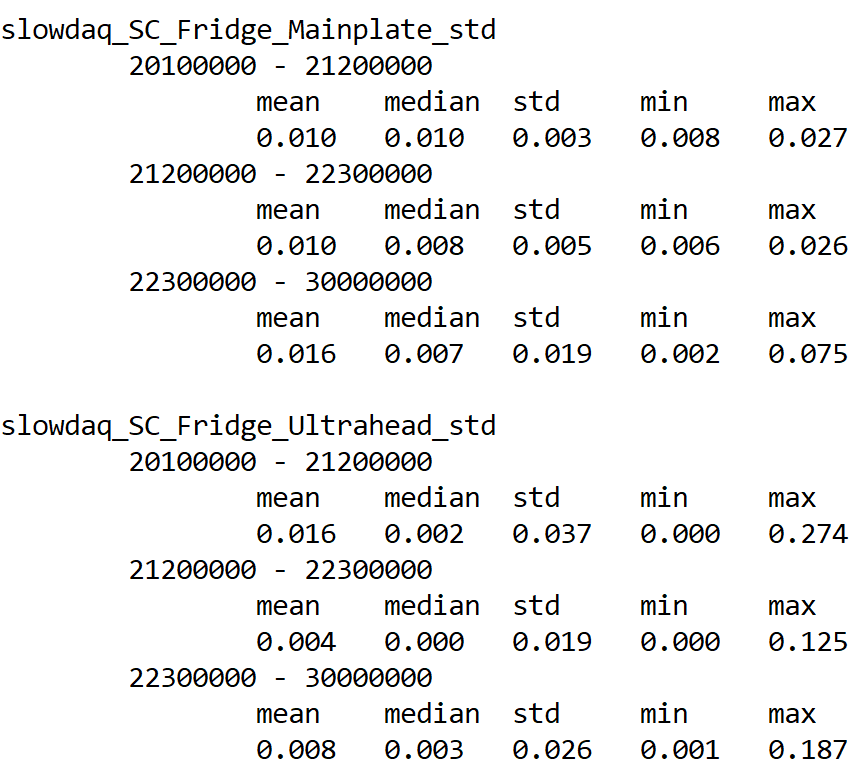 slowdaq_SC_Fridge_Mainplate_std
20100000 - 21200000
mean median std min max
0.010 0.010 0.003 0.008 0.027
21200000 - 22300000
mean median std min max
0.010 0.008 0.005 0.006 0.026
22300000 - 30000000
mean median std min max
0.016 0.007 0.019 0.002 0.075
slowdaq_SC_Fridge_Ultrahead_std
20100000 - 21200000
mean median std min max
0.016 0.002 0.037 0.000 0.274
21200000 - 22300000
mean median std min max
0.004 0.000 0.019 0.000 0.125
22300000 - 30000000
mean median std min max
0.008 0.003 0.026 0.001 0.187